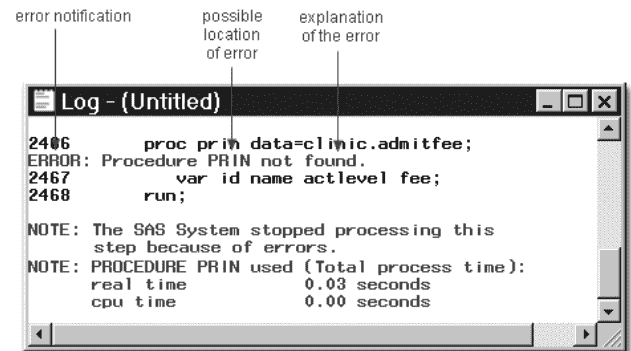 error notification
possible
location
of error
explanation
of the error
Log - (Untitled)
2466 proc prin data=clinic.admitfee;
ERROR: Procedure PRIN not found.
2467 var id name actlevel fee;
2468 run;
NOTE: The SAS System stopped processing this
step because of errors.
NOTE: PROCEDURE PRIN used (Total process time):
real time 0.03 seconds
cpu time 0.00 seconds